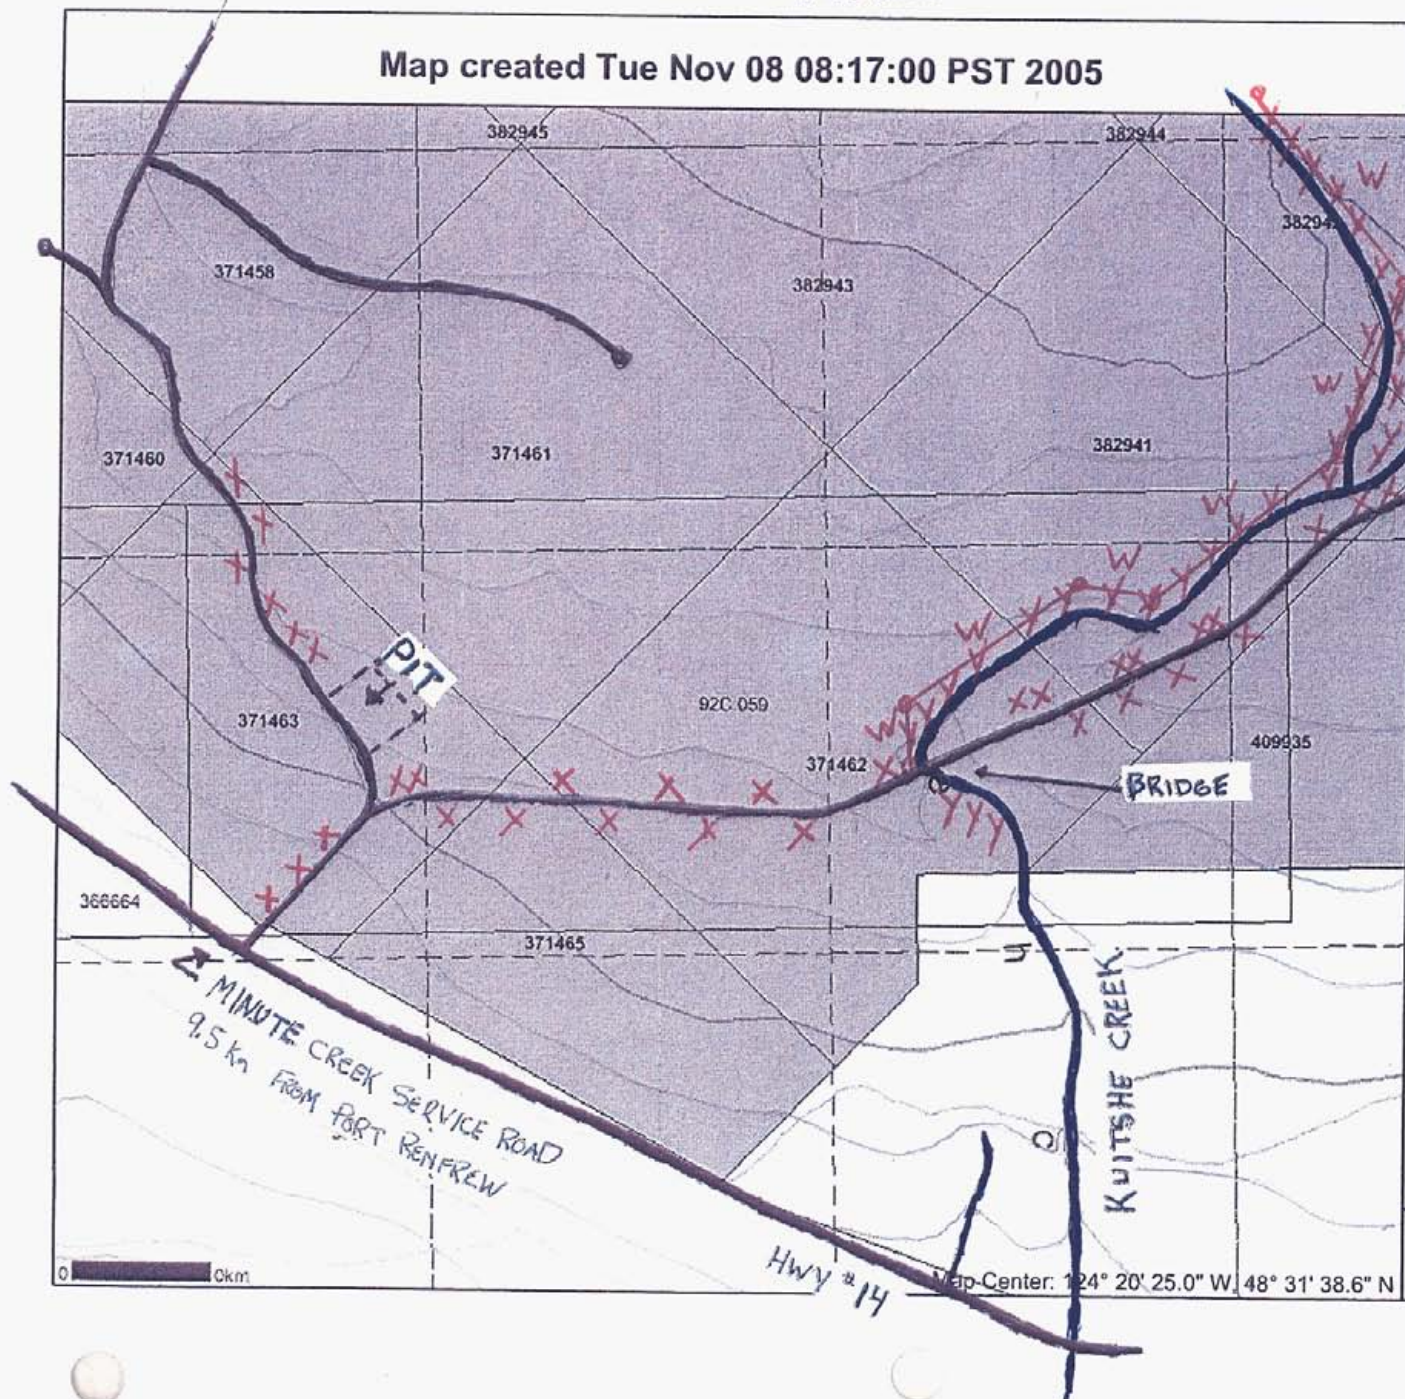 Map created Tue Nov 08 08:17:00 PST 2005
382945
382944
W
371458
382943
371460
371461
382941
W
W
W
PIT
W
371463
92C 059
W
371462
409935
BRIDGE
Y Y Y
366664
371465
MINUTE CREEK SERVICE ROAD
9.5 Km FROM PORT RENFREW
KUITSHE CREEK
HWY #14
0
0km
Map Center: 124° 20' 25.0" W, 48° 31' 38.6" N